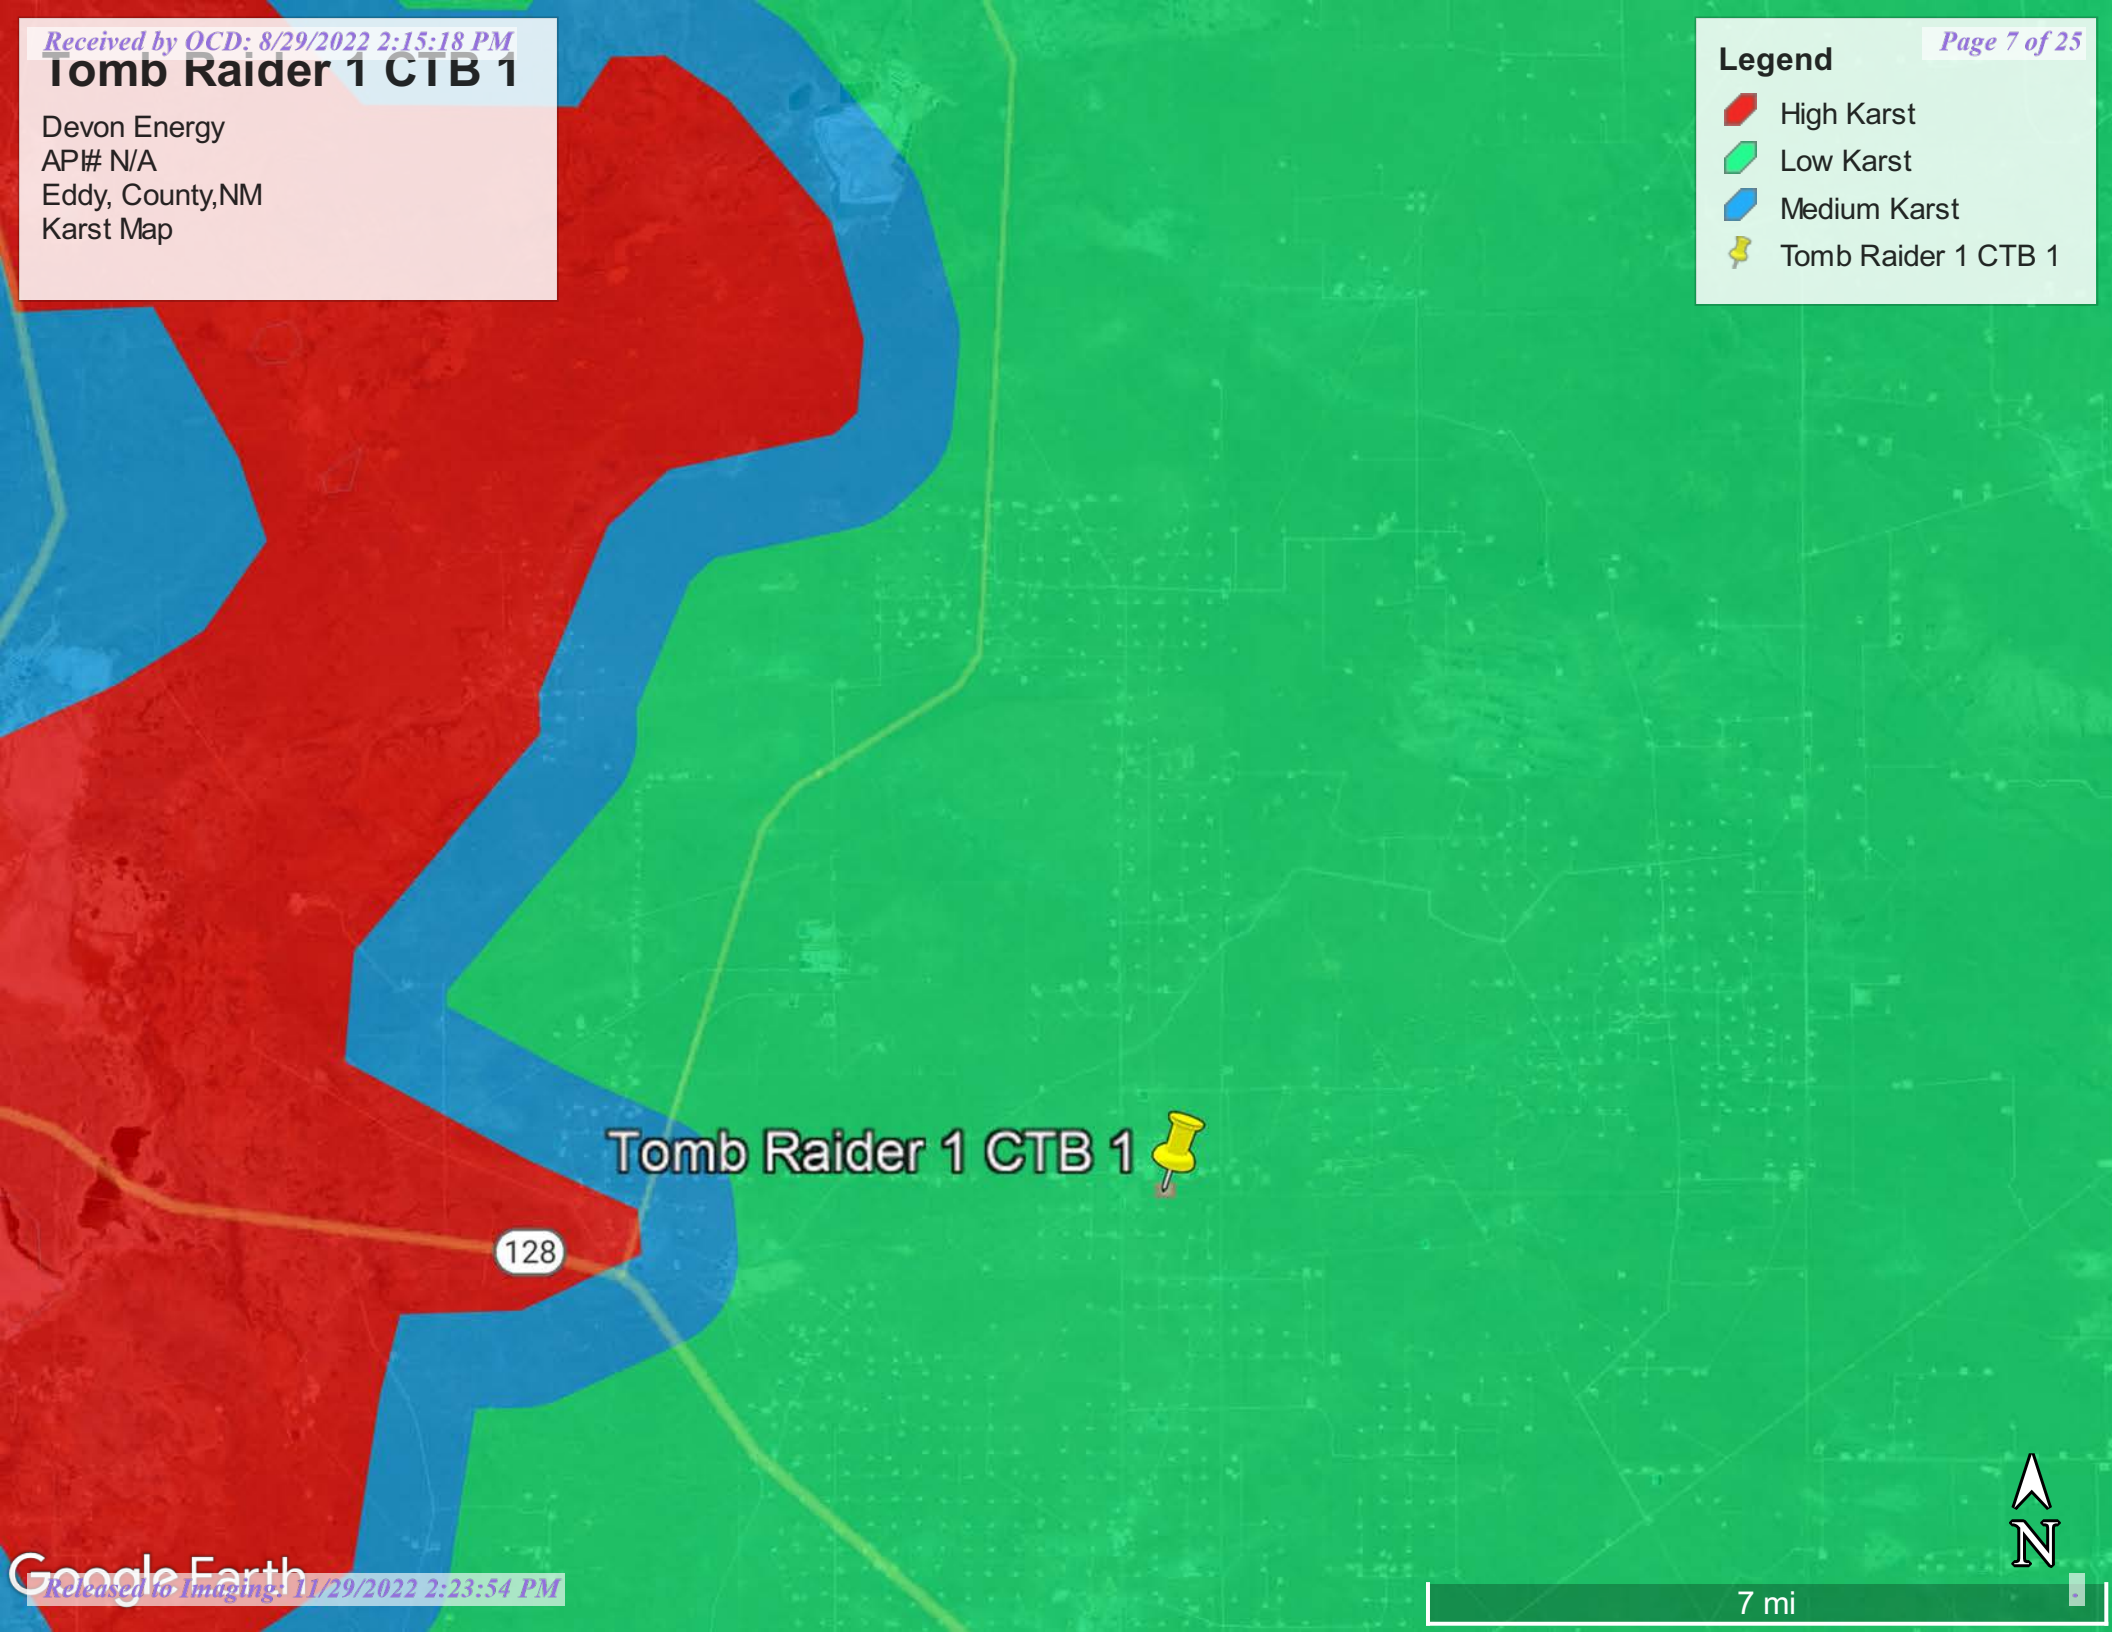 Received by OCD: 8/29/2022 2:15:18 PM
Page 7 of 25
Tomb Raider 1 CTB 1
Devon Energy
API# N/A
Eddy, County,NM
Karst Map
Legend
High Karst
Low Karst
Medium Karst
Tomb Raider 1 CTB 1
Tomb Raider 1 CTB 1
128
N
Google Earth
Released to Imaging: 11/29/2022 2:23:54 PM
7 mi